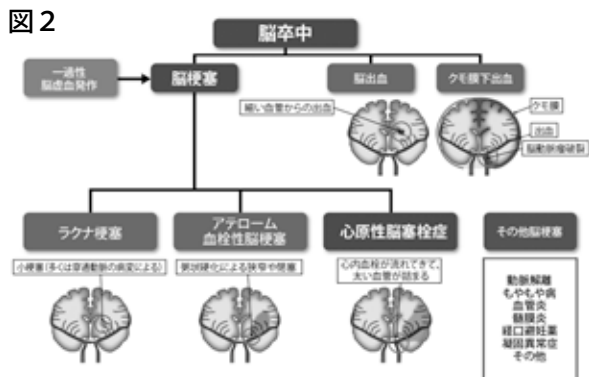 図2
脳卒中
一過性
脳虚血発作
脳梗塞
脳出血
クモ膜下出血
細い血管からの出血
クモ膜
出血
脳動脈瘤破裂
ラクナ梗塞
アテローム
血栓性脳梗塞
心原性脳塞栓症
その他脳梗塞
小梗塞(多くは穿通動脈の病変による)
粥状硬化による狭窄や閉塞
心内血栓が流れてきて、
太い血管が詰まる
動脈解離
もやもや病
血管炎
髄膜炎
経口避妊薬
凝固異常症
その他